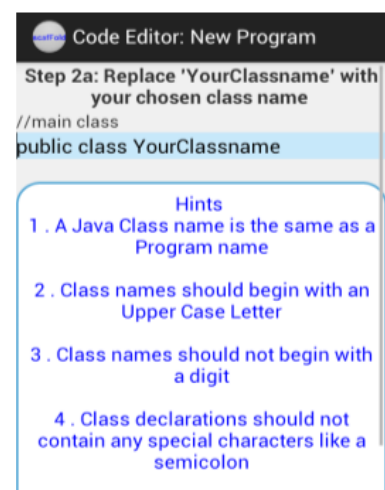 scaffold Code Editor: New Program
Step 2a: Replace 'YourClassname' with
your chosen class name
//main class
public class YourClassname
Hints
1 . A Java Class name is the same as a
Program name
2 . Class names should begin with an
Upper Case Letter
3 . Class names should not begin with
a digit
4 . Class declarations should not
contain any special characters like a
semicolon